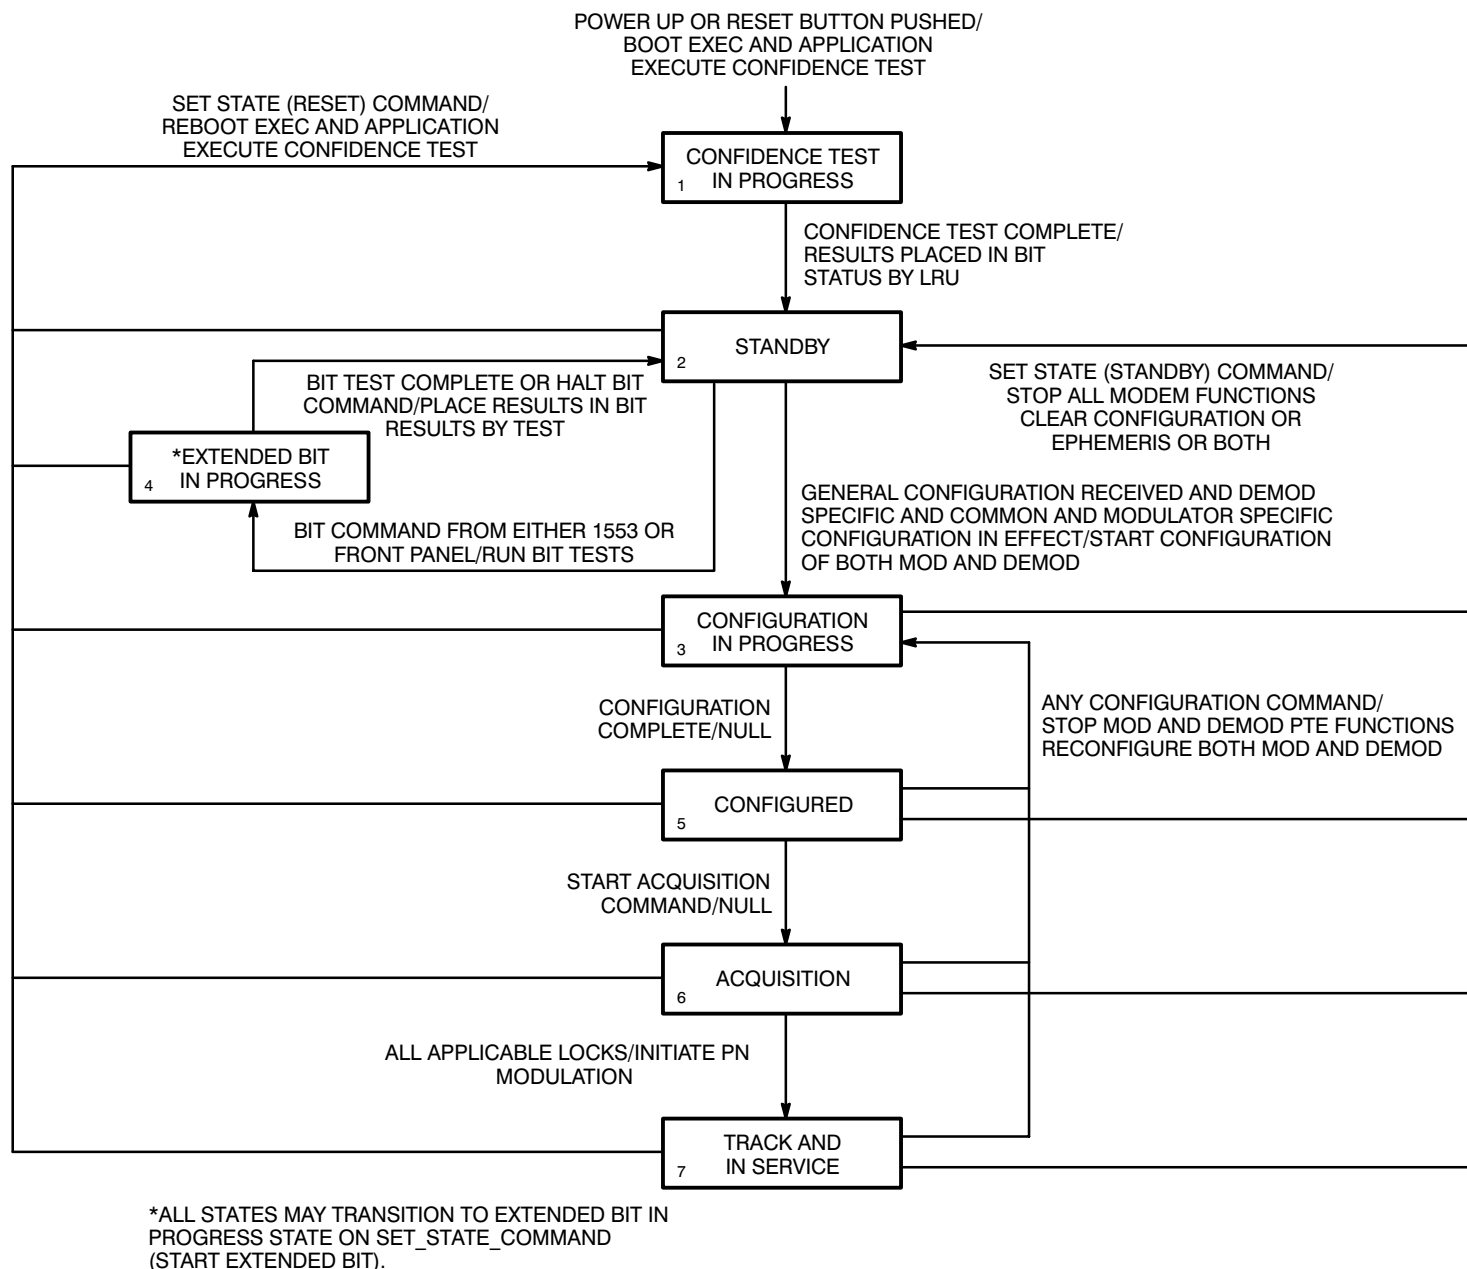 POWER UP OR RESET BUTTON PUSHED/
BOOT EXEC AND APPLICATION
EXECUTE CONFIDENCE TEST
SET STATE (RESET) COMMAND/
REBOOT EXEC AND APPLICATION
EXECUTE CONFIDENCE TEST
CONFIDENCE TEST
IN PROGRESS
1
CONFIDENCE TEST COMPLETE/
RESULTS PLACED IN BIT
STATUS BY LRU
STANDBY
2
BIT TEST COMPLETE OR HALT BIT
COMMAND/PLACE RESULTS IN BIT
RESULTS BY TEST
SET STATE (STANDBY) COMMAND/
STOP ALL MODEM FUNCTIONS
CLEAR CONFIGURATION OR
EPHEMERIS OR BOTH
*EXTENDED BIT
IN PROGRESS
4
BIT COMMAND FROM EITHER 1553 OR
FRONT PANEL/RUN BIT TESTS
GENERAL CONFIGURATION RECEIVED AND DEMOD
SPECIFIC AND COMMON AND MODULATOR SPECIFIC
CONFIGURATION IN EFFECT/START CONFIGURATION
OF BOTH MOD AND DEMOD
CONFIGURATION
IN PROGRESS
3
CONFIGURATION
COMPLETE/NULL
ANY CONFIGURATION COMMAND/
STOP MOD AND DEMOD PTE FUNCTIONS
RECONFIGURE BOTH MOD AND DEMOD
CONFIGURED
5
START ACQUISITION
COMMAND/NULL
ACQUISITION
6
ALL APPLICABLE LOCKS/INITIATE PN
MODULATION
TRACK AND
IN SERVICE
7
*ALL STATES MAY TRANSITION TO EXTENDED BIT IN
PROGRESS STATE ON SET_STATE_COMMAND
(START EXTENDED BIT).